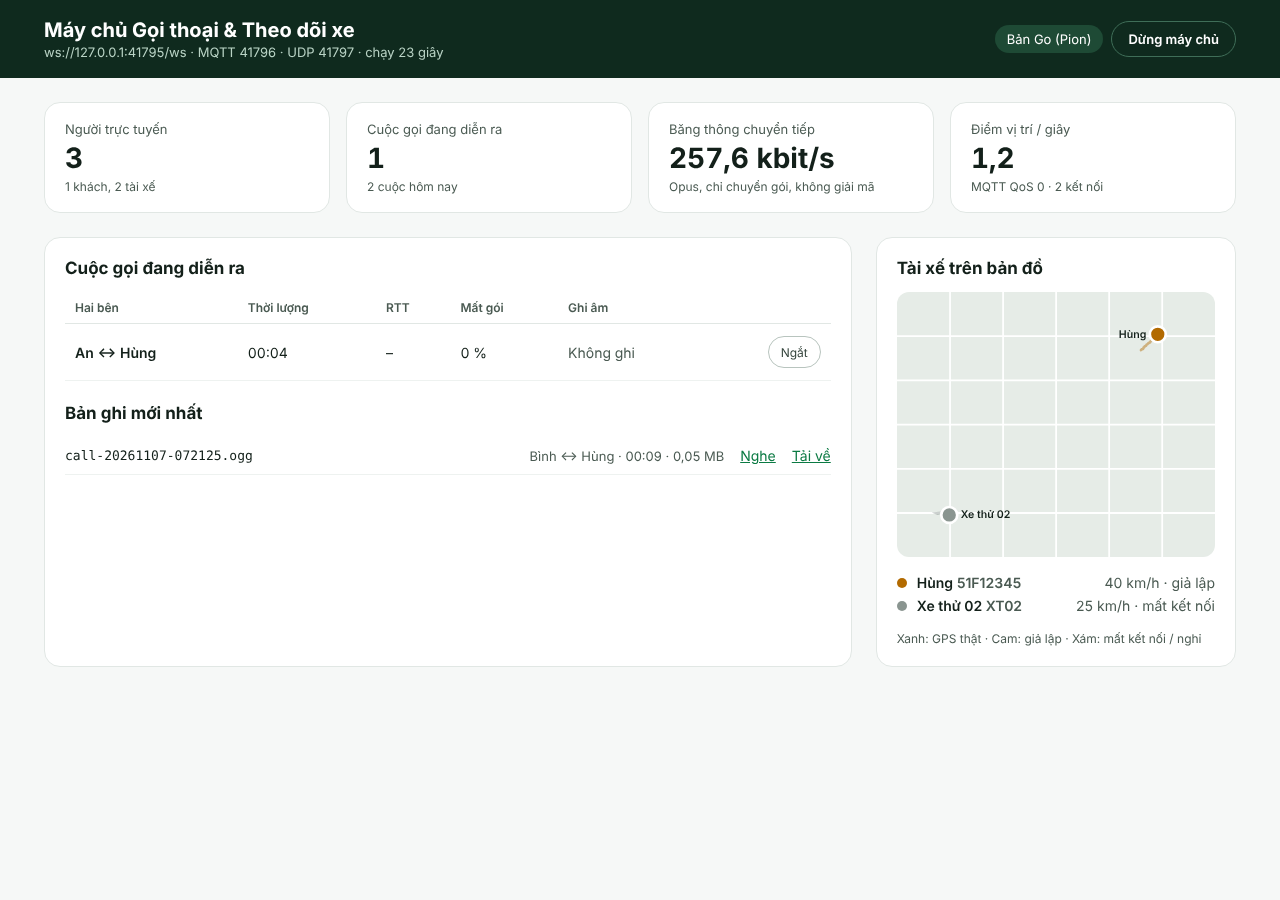 Máy chủ Gọi thoại & Theo dõi xe
ws://127.0.0.1:41795/ws · MQTT 41796 · UDP 41797 · chạy 23 giây
Bản Go (Pion)
Dừng máy chủ
Người trực tuyến
3
1 khách, 2 tài xế
Cuộc gọi đang diễn ra
1
2 cuộc hôm nay
Băng thông chuyển tiếp
257,6 kbit/s
Opus, chỉ chuyển gói, không giải mã
Điểm vị trí / giây
1,2
MQTT QoS 0 · 2 kết nối
Cuộc gọi đang diễn ra
Hai bên Thời lượng RTT Mất gói Ghi âm
An ↔ Hùng 00:04 – 0 % Không ghi Ngắt
Bản ghi mới nhất
call-20261107-072125.ogg Bình ↔ Hùng · 00:09 · 0,05 MB Nghe Tải về
Tài xế trên bản đồ
Hùng
Xe thử 02
Hùng 51F12345 40 km/h · giả lập
Xe thử 02 XT02 25 km/h · mất kết nối
Xanh: GPS thật · Cam: giả lập · Xám: mất kết nối / nghỉ